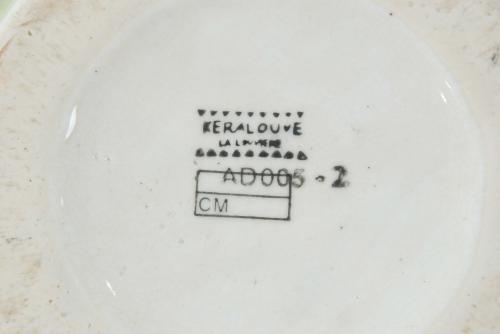 KERALOUVE
LA LOUVIERE
AD005-2
CM